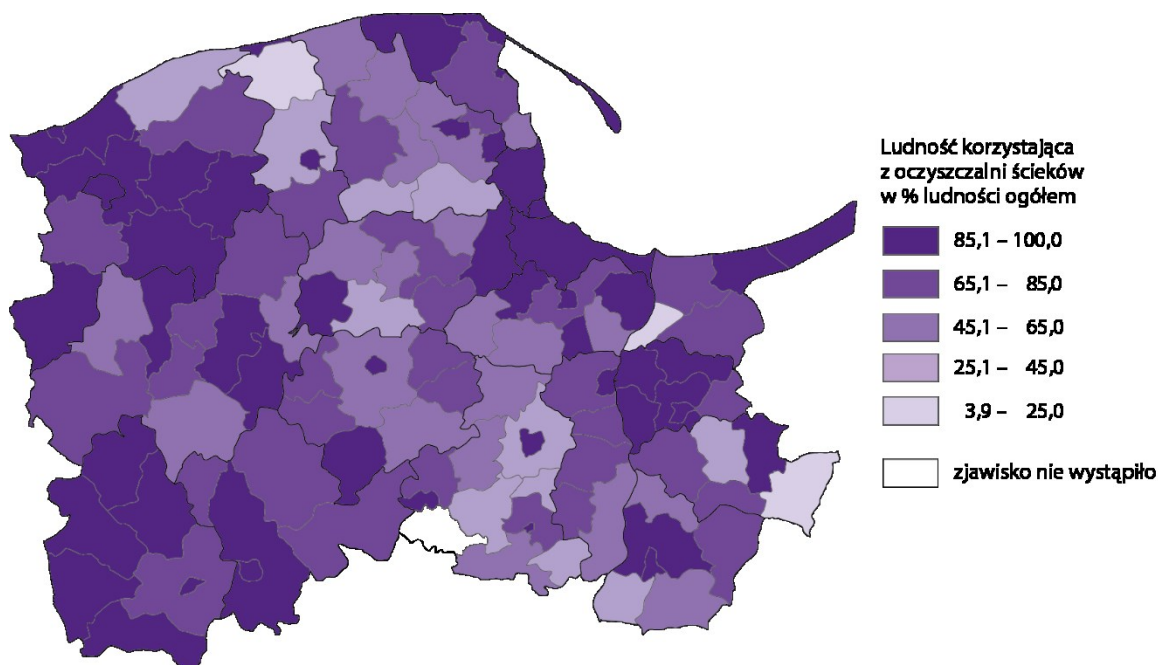 Ludność korzystająca
z oczyszczalni ścieków
w % ludności ogółem
85,1 – 100,0
65,1 – 85,0
45,1 – 65,0
25,1 – 45,0
3,9 – 25,0
zjawisko nie wystąpiło